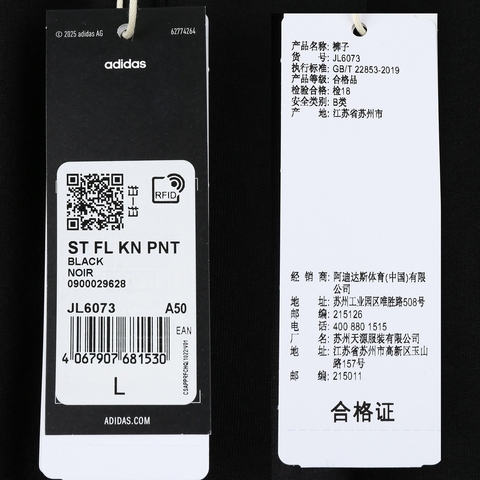 © 2025 adidas AG 62774264
adidas
RFID
ST FL KN PNT
BLACK
NOIR
0900029628
JL6073 A50
EAN
4 067907 681530
L
ADIDAS.COM
产品名称: 裤子
货 号: JL6073
执行标准: GB/T 22853-2019
产品等级: 合格品
检验合格: 检18
安全类别: B类
产 地: 江苏省苏州市
经 销 商: 阿迪达斯体育(中国)有限
公司
地 址: 苏州工业园区唯胜路508号
邮 编: 215126
电 话: 400 880 1515
厂 名: 苏州天源服装有限公司
地 址: 江苏省苏州市高新区玉山
路157号
邮 编: 215011
合格证